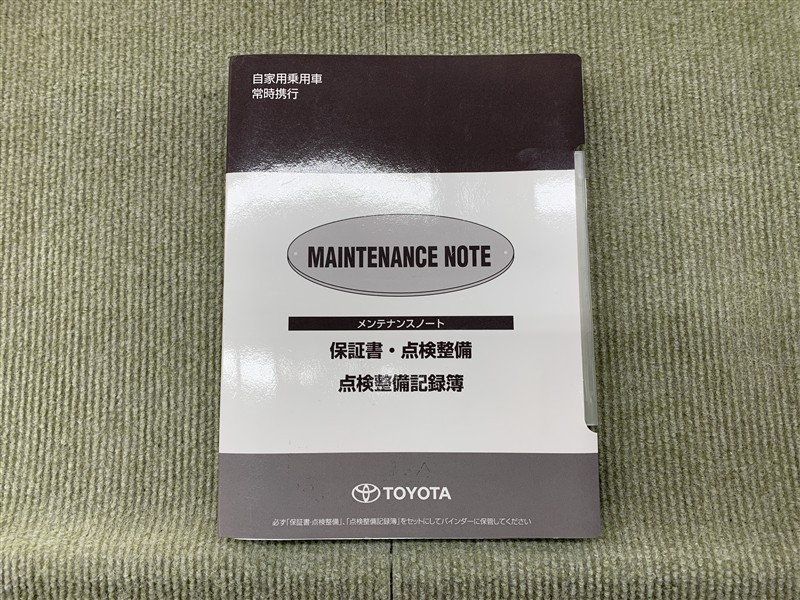 自家用乗用車
常時携行
MAINTENANCE NOTE
メンテナンスノート
保証書・点検整備
点検整備記録簿
TOYOTA
必ず「保証書・点検整備」、「点検整備記録簿」をセットにしてバインダーに保管してください